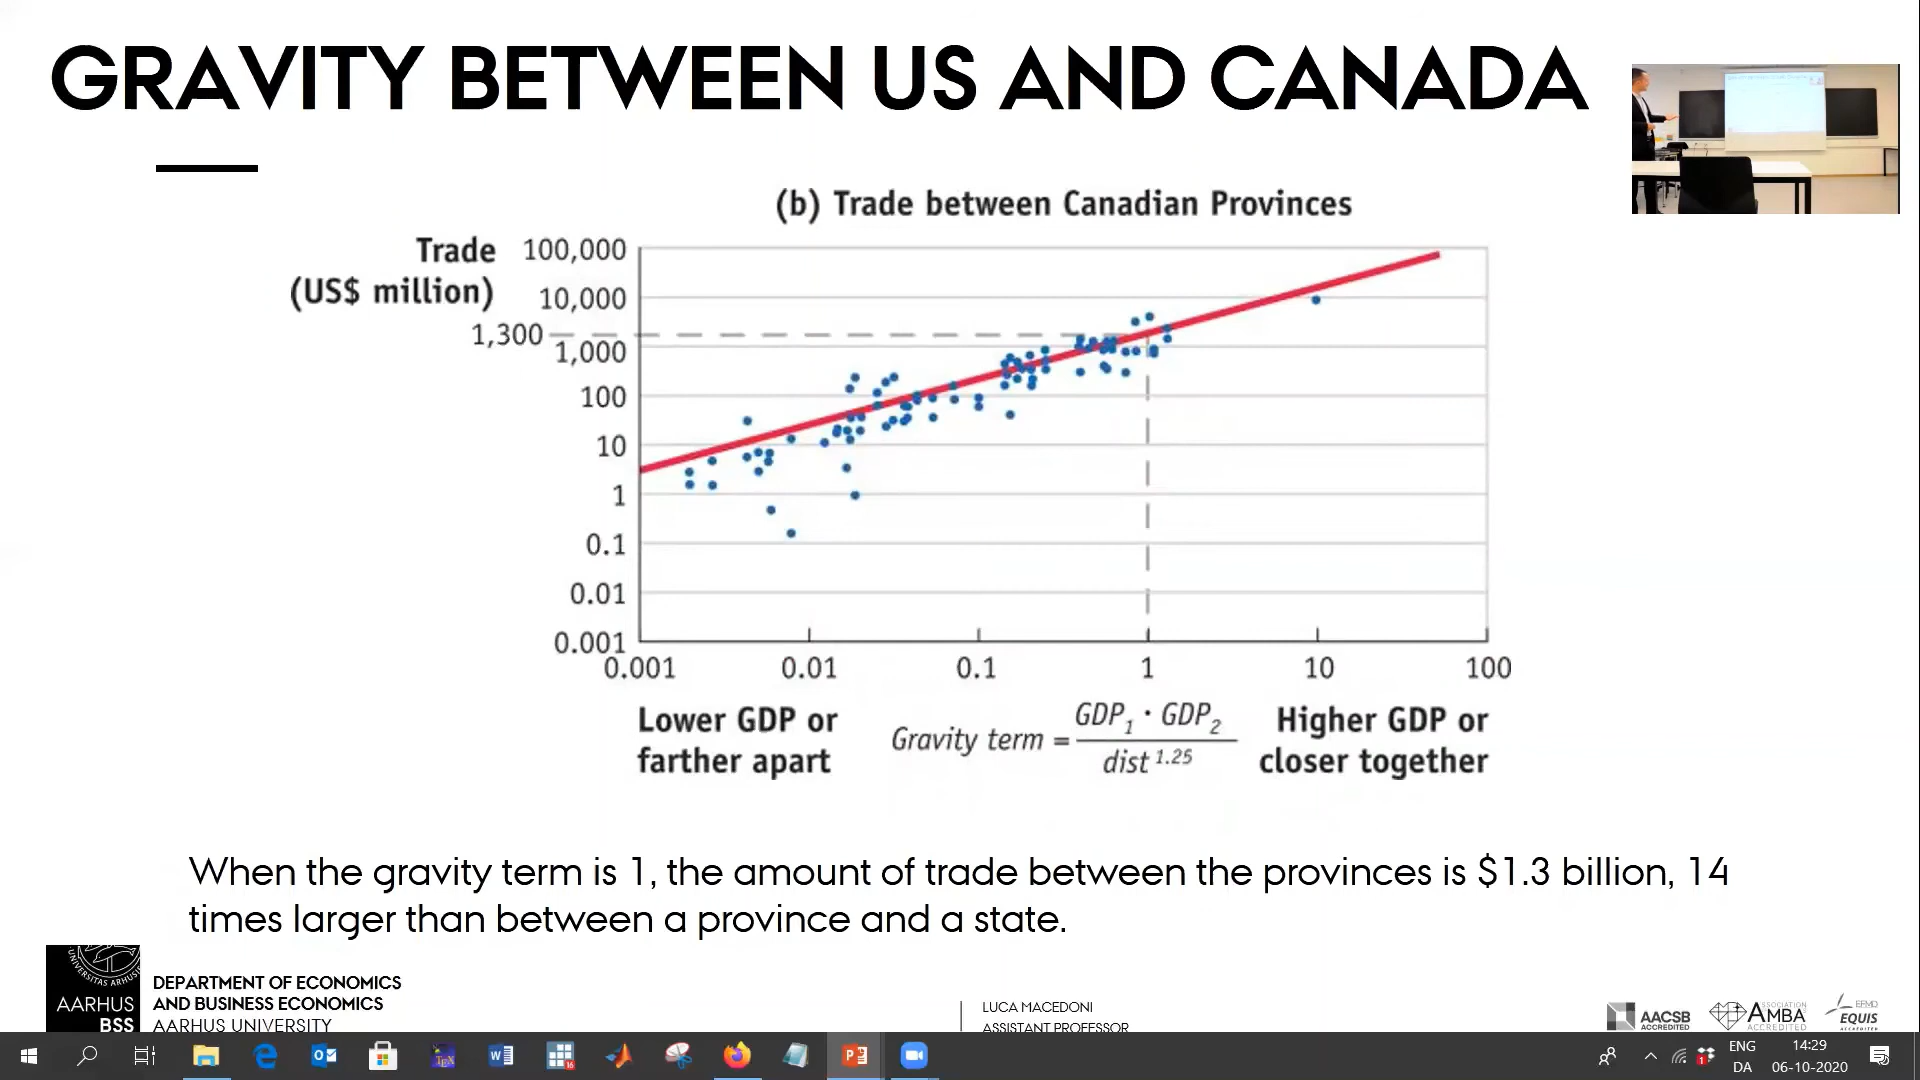 GRAVITY BETWEEN US AND CANADA
(b) Trade between Canadian Provinces
Trade
(US$ million)
100,000
10,000
1,300
1,000
100
10
1
0.1
0.01
0.001
0.001 0.01 0.1 1 10 100
Lower GDP or
farther apart
Gravity term = GDP1 · GDP2
dist 1.25
Higher GDP or
closer together
When the gravity term is 1, the amount of trade between the provinces is $1.3 billion, 14
times larger than between a province and a state.
AARHUS
BSS
DEPARTMENT OF ECONOMICS
AND BUSINESS ECONOMICS
AARHUS UNIVERSITY
LUCA MACEDONI
ASSISTANT PROFESSOR
AACSB
ACCREDITED
ASSOCIATION
AMBA
ACCREDITED
EFMD
EQUIS
ACCREDITED
ENG
DA
14:29
06-10-2020